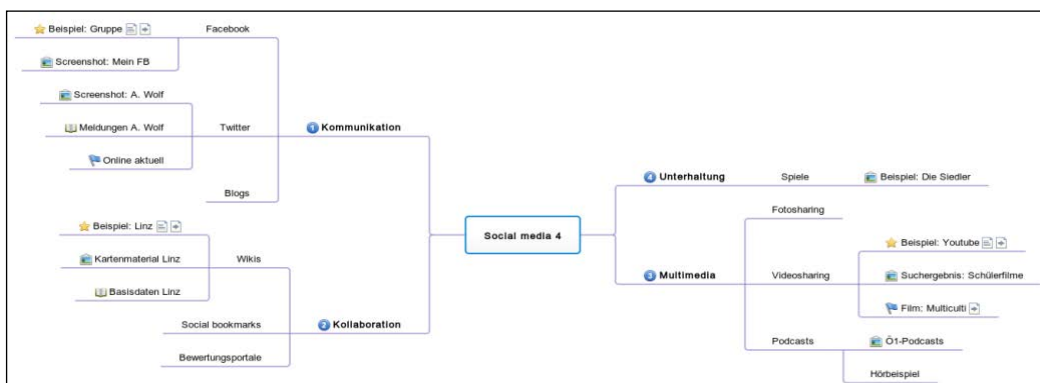 Beispiel: Gruppe
Facebook
Screenshot: Mein FB
Screenshot: A. Wolf
Meldungen A. Wolf
Twitter
1 Kommunikation
Online aktuell
Blogs
Beispiel: Linz
Kartenmaterial Linz
Wikis
Basisdaten Linz
Social bookmarks
2 Kollaboration
Bewertungsportale
Social media 4
4 Unterhaltung
Spiele
Beispiel: Die Siedler
Fotosharing
Beispiel: Youtube
3 Multimedia
Videosharing
Suchergebnis: Schülerfilme
Film: Multiculti
Podcasts
Ö1-Podcasts
Hörbeispiel